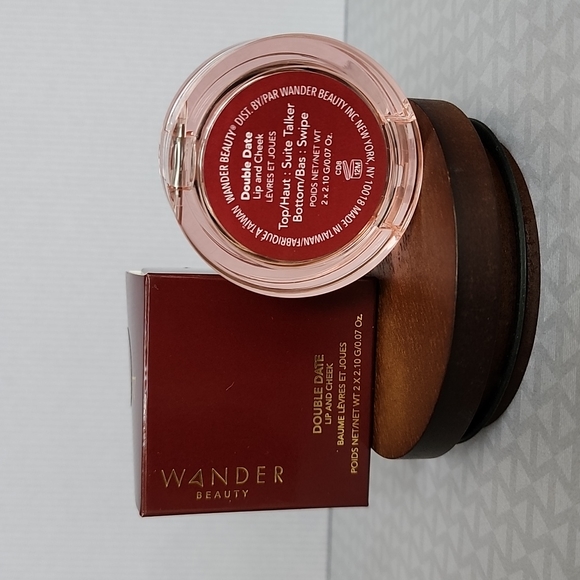 WANDER BEAUTY® DIST. BY/PAR WANDER BEAUTY INC NEW YORK, NY 10018 MADE IN TAIWAN/FABRIQUÉ À TAIWAN
Double Date
Lip and Cheek
LÈVRES ET JOUES
Top/Haut : Suite Talker
Bottom/Bas : Swipe
POIDS NET/NET WT
2 x 2.10 G/0.07 Oz.
C08
12M
DOUBLE DATE
LIP AND CHEEK
BAUME LÈVRES ET JOUES
POIDS NET/NET WT 2 X 2.10 G/0.07 Oz.
WANDER
BEAUTY